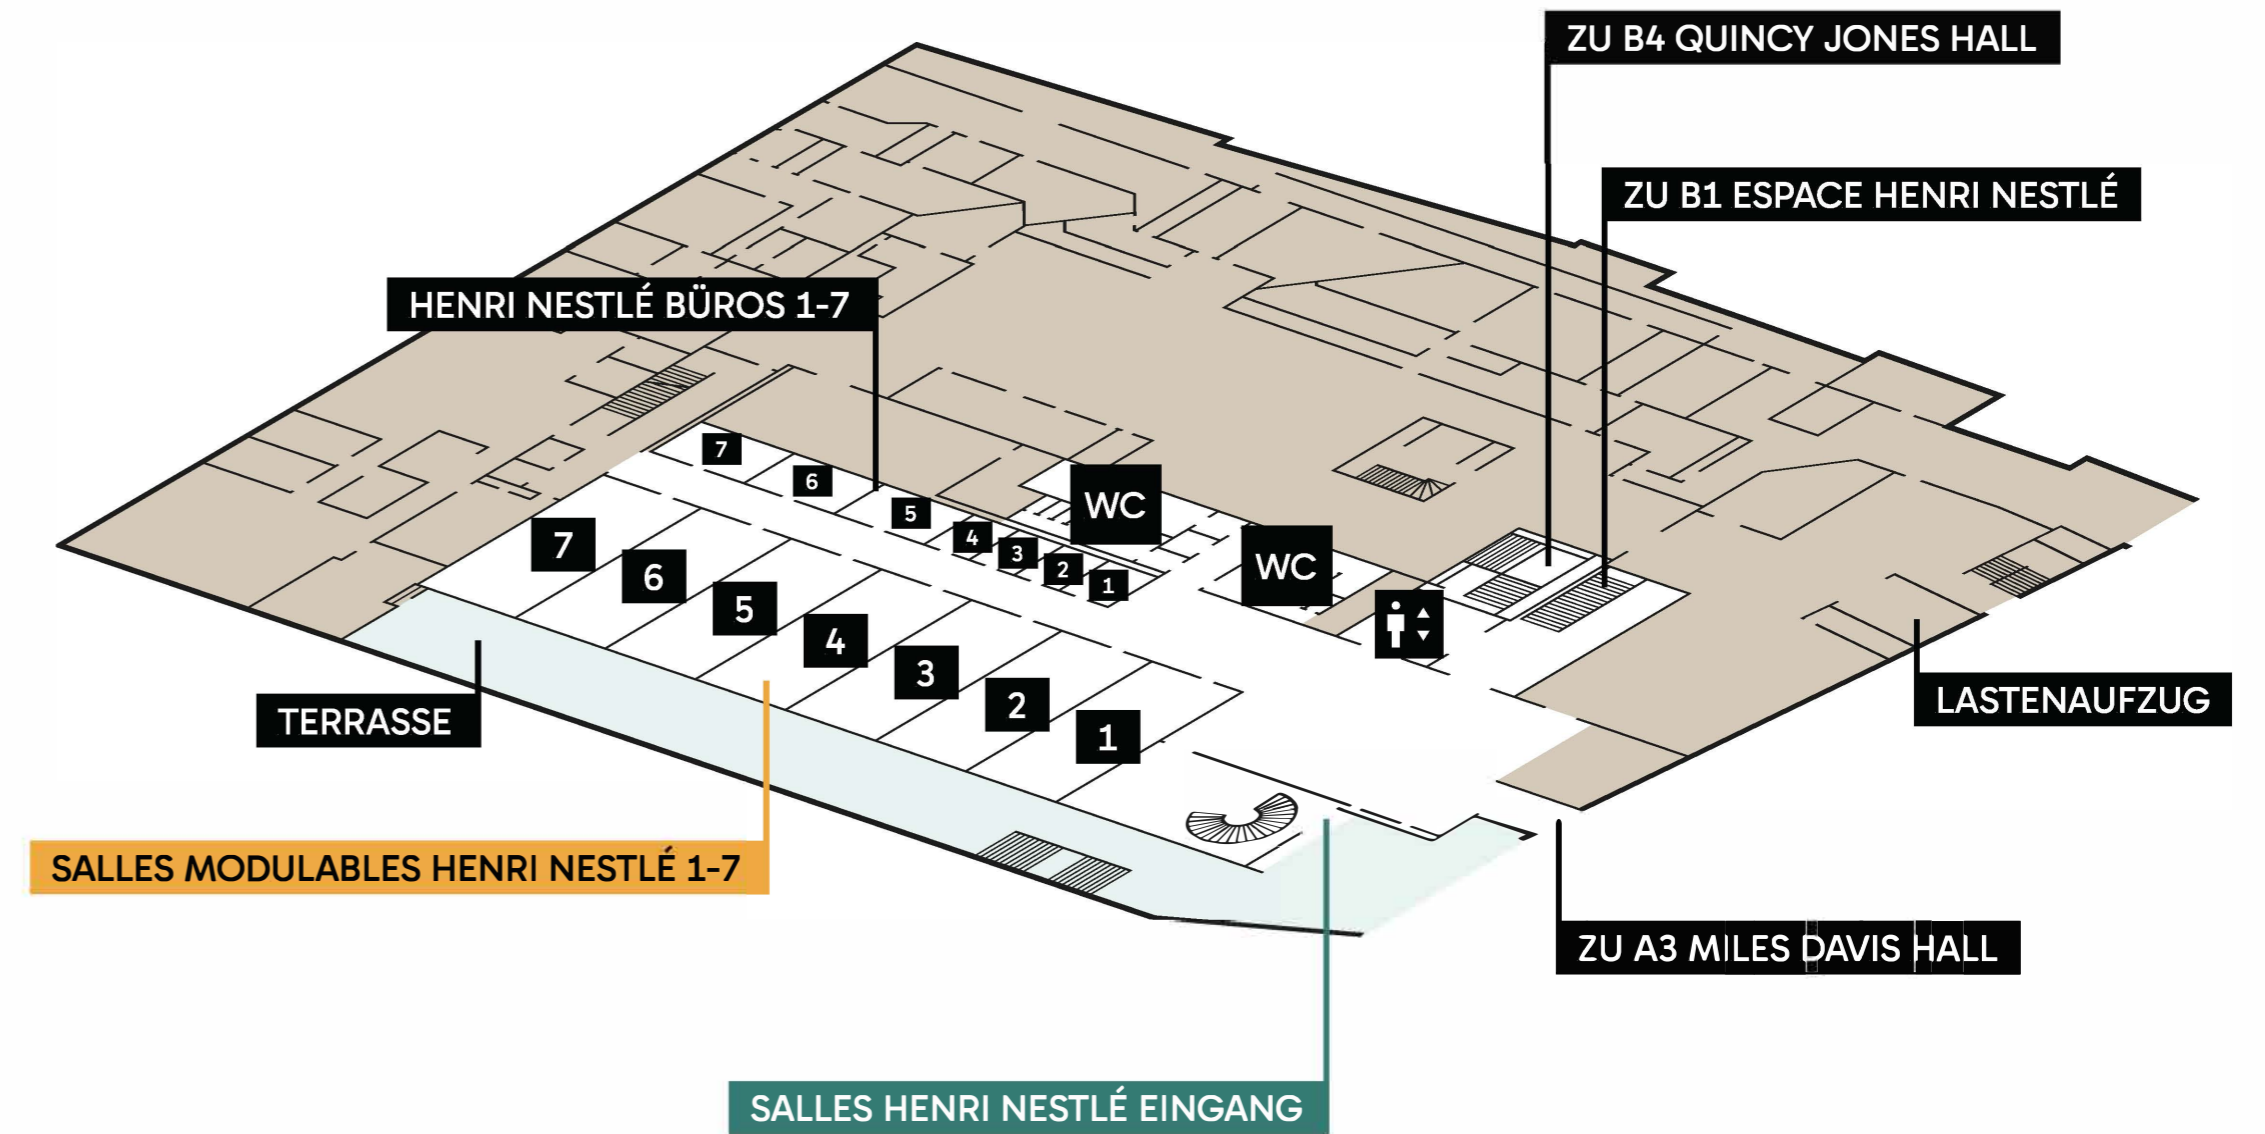 ZU B4 QUINCY JONES HALL
ZU B1 ESPACE HENRI NESTLÉ
HENRI NESTLÉ BÜROS 1-7
7
6
5
4
3
2
1
WC
WC
7
6
5
4
3
2
1
TERRASSE
LASTENAUFZUG
SALLES MODULABLES HENRI NESTLÉ 1-7
ZU A3 MILES DAVIS HALL
SALLES HENRI NESTLÉ EINGANG